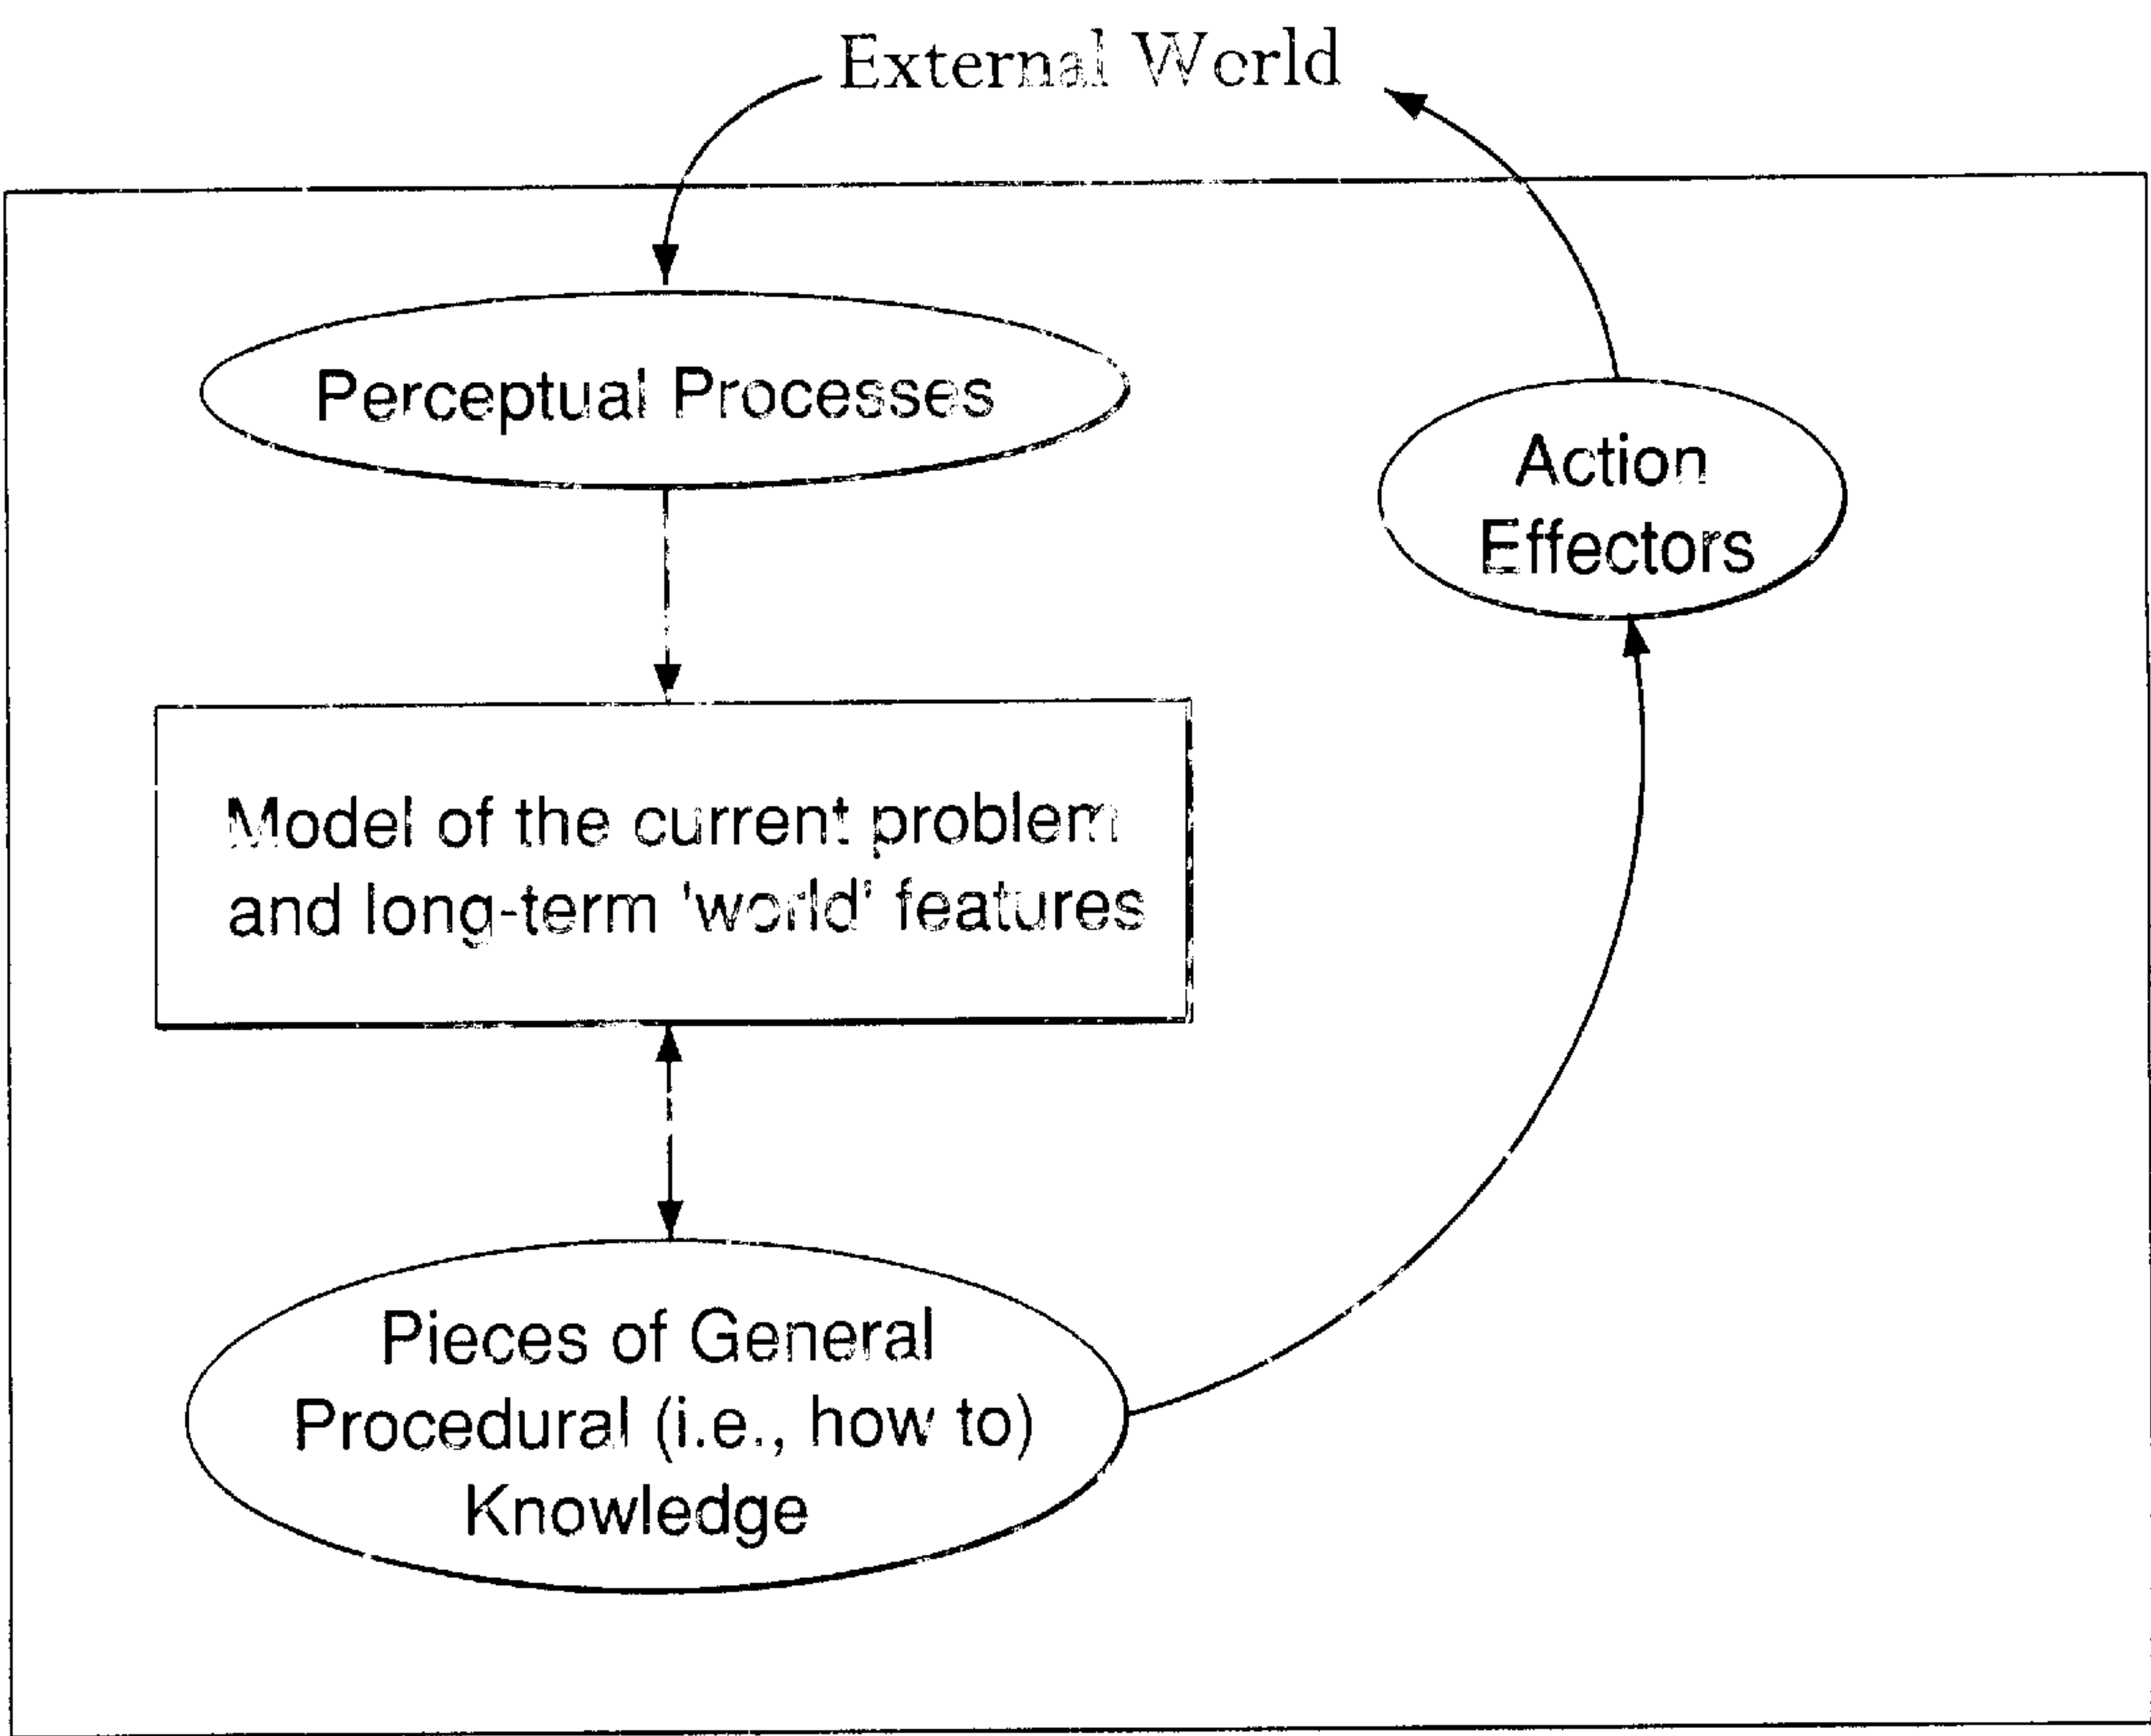 External World
Perceptual Processes
Action
Effectors
Model of the current problem
and long-term 'world' features
Pieces of General
Procedural (i.e., how to)
Knowledge